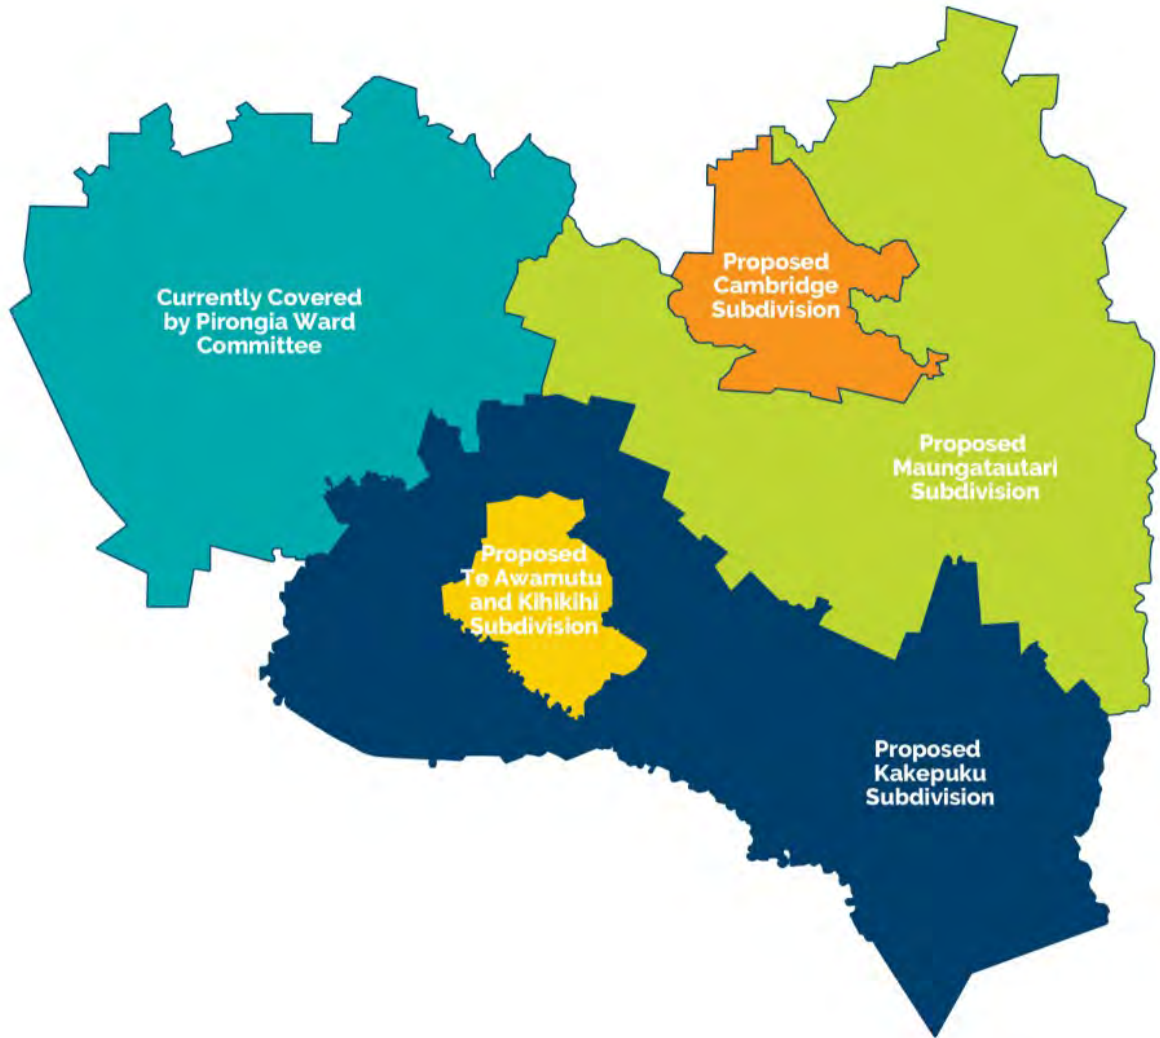 Currently Covered
by Pirongia Ward
Committee
Proposed
Cambridge
Subdivision
Proposed
Maungatautari
Subdivision
Proposed
Te Awamutu
and Kihikihi
Subdivision
Proposed
Kakepuku
Subdivision